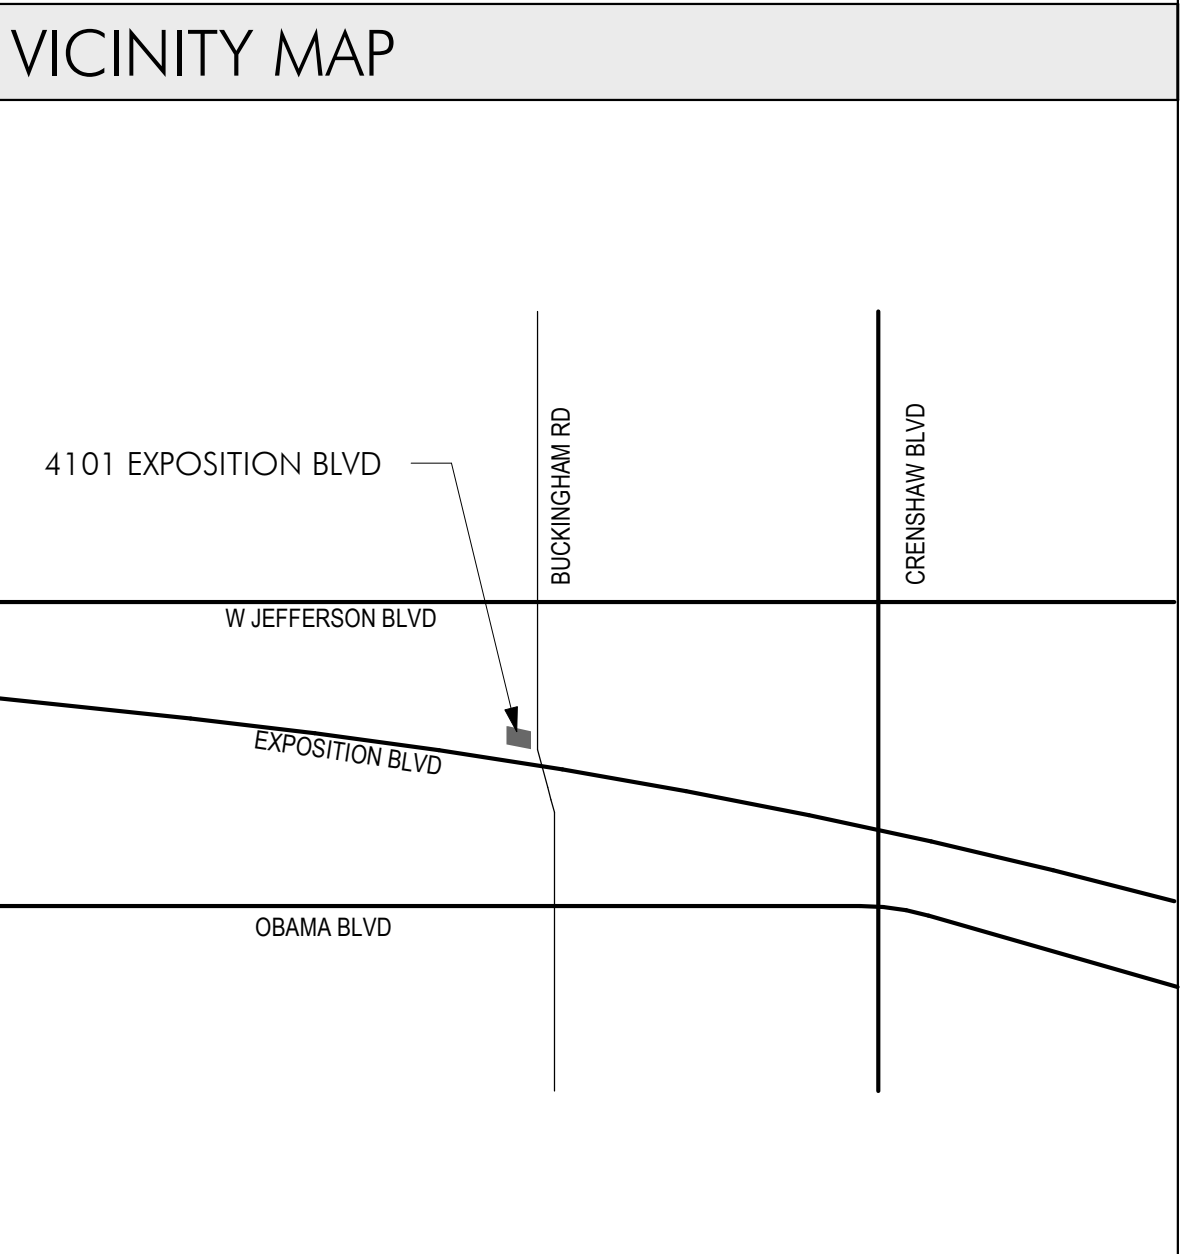 VICINITY MAP
4101 EXPOSITION BLVD
BUCKINGHAM RD
CRENSHAW BLVD
W JEFFERSON BLVD
EXPOSITION BLVD
OBAMA BLVD